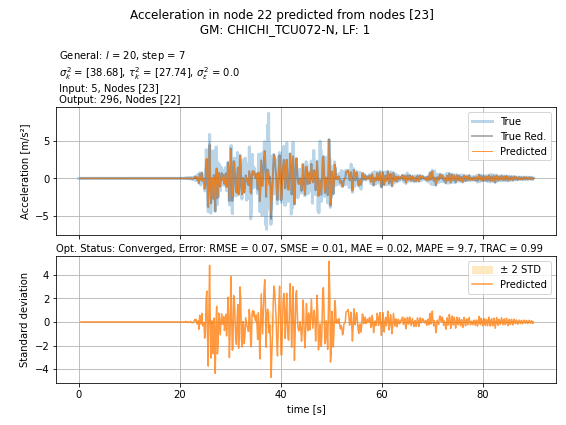 Acceleration in node 22 predicted from nodes [23]
GM: CHICHI_TCU072-N, LF: 1
General: l = 20, step = 7
σ²ₖ = [38.68], τ²ₖ = [27.74], σ²ε = 0.0
Input: 5, Nodes [23]
Output: 296, Nodes [22]
Acceleration [m/s²]
5
0
−5
True
True Red.
Predicted
Opt. Status: Converged, Error: RMSE = 0.07, SMSE = 0.01, MAE = 0.02, MAPE = 9.7, TRAC = 0.99
Standard deviation
4
2
0
−2
−4
± 2 STD
Predicted
0 20 40 60 80
time [s]